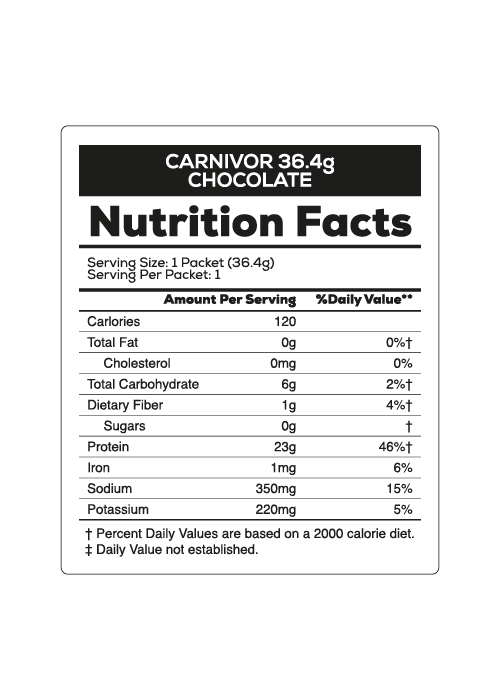 CARNIVOR 36.4g
CHOCOLATE
Nutrition Facts
Serving Size: 1 Packet (36.4g)
Serving Per Packet: 1
Amount Per Serving %Daily Value**
Carlories 120
Total Fat 0g 0%†
Cholesterol 0mg 0%
Total Carbohydrate 6g 2%†
Dietary Fiber 1g 4%†
Sugars 0g †
Protein 23g 46%†
Iron 1mg 6%
Sodium 350mg 15%
Potassium 220mg 5%
† Percent Daily Values are based on a 2000 calorie diet.
‡ Daily Value not established.